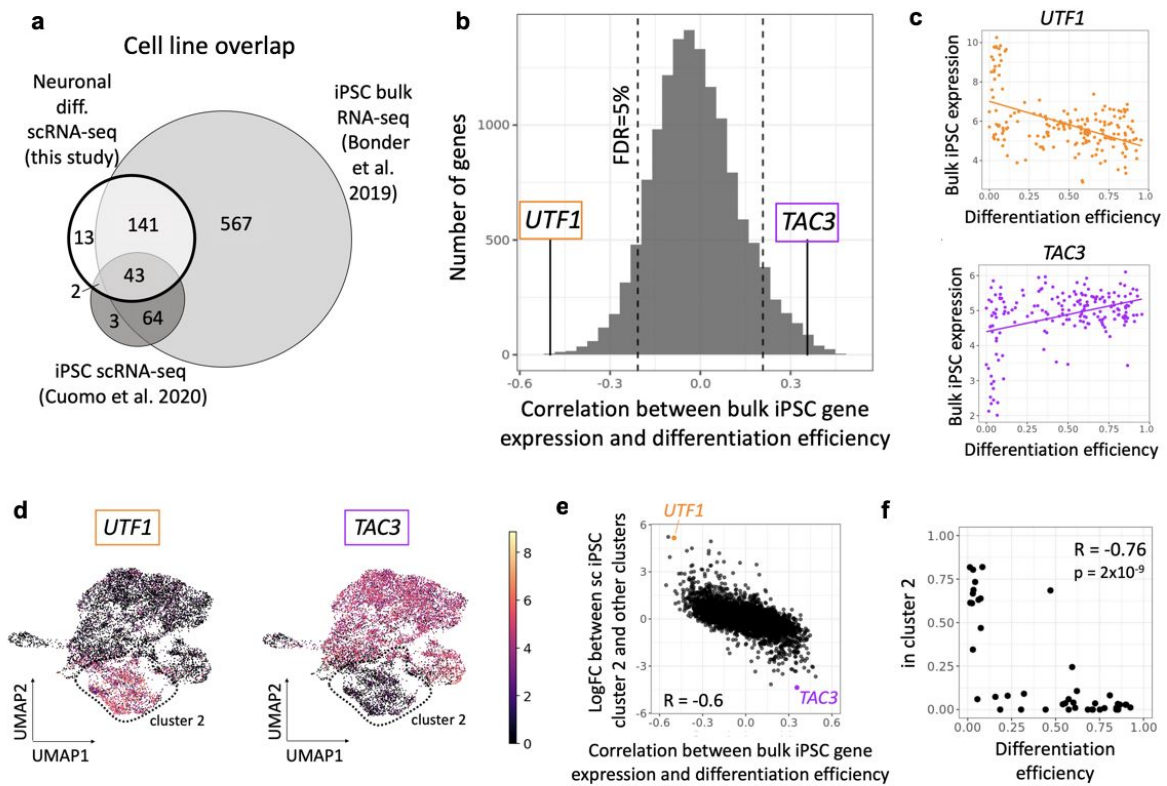 a
Cell line overlap
Neuronal
diff.
scRNA-seq
(this study)
iPSC bulk
RNA-seq
(Bonder
et al.
2019)
13
141
567
43
2
3
64
iPSC scRNA-seq
(Cuomo et al. 2020)
b
Number of genes
1000
500
0
FDR=5%
UTF1
TAC3
-0.6
-0.3
0.0
0.3
Correlation between bulk iPSC gene
expression and differentiation efficiency
c
UTF1
Bulk iPSC expression
10
8
6
4
0.00
0.25
0.50
0.75
1.0
Differentiation efficiency
TAC3
Bulk iPSC expression
6
5
4
3
2
0.00
0.25
0.50
0.75
1.0
Differentiation efficiency
d
UTF1
TAC3
UMAP2
UMAP1
cluster 2
UMAP2
UMAP1
cluster 2
8
6
4
2
0
e
UTF1
LogFC between sc iPSC
cluster 2 and other clusters
6
3
0
-3
-6
R = -0.6
TAC3
-0.6
-0.3
0.0
0.3
0.6
Correlation between bulk iPSC gene
expression and differentiation efficiency
f
in cluster 2
1.00
0.75
0.50
0.25
0.00
R = -0.76
p = 2x10⁻⁹
0.00
0.25
0.50
0.75
1.00
Differentiation
efficiency